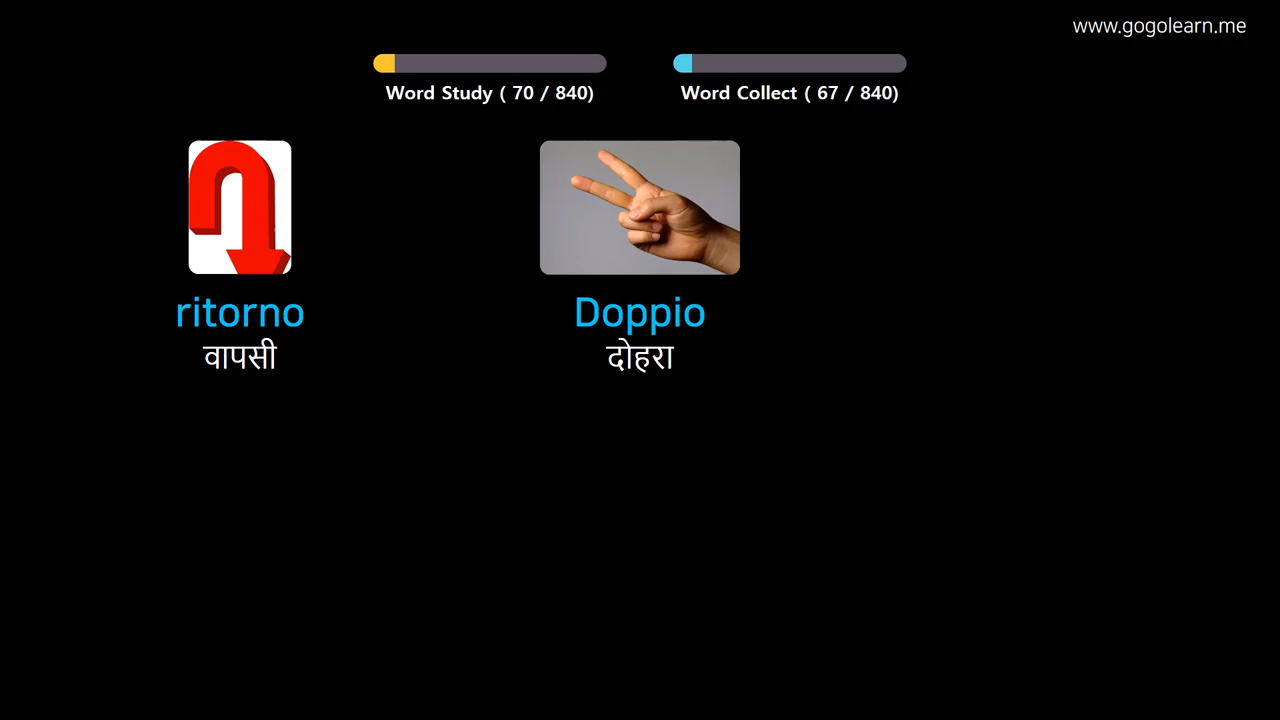 www.gogolearn.me
Word Study ( 70 / 840)
Word Collect ( 67 / 840)
ritorno
वापसी
Doppio
दोहरा